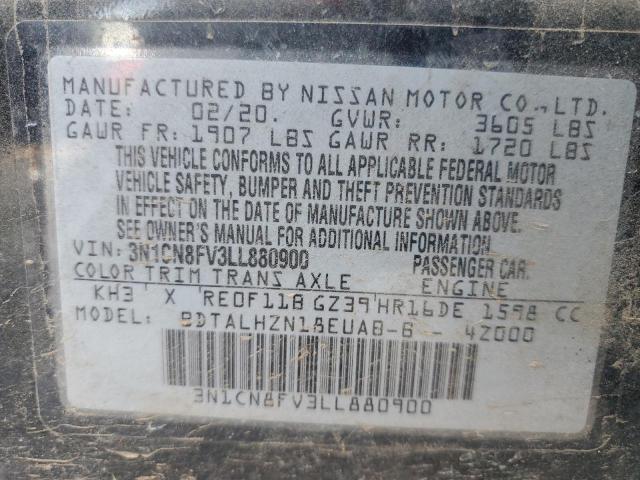 MANUFACTURED BY NISSAN MOTOR CO.,LTD.
DATE: 02/20. GVWR: 3605 LBS
GAWR FR: 1907 LBS GAWR RR: 1720 LBS
THIS VEHICLE CONFORMS TO ALL APPLICABLE FEDERAL MOTOR
VEHICLE SAFETY, BUMPER AND THEFT PREVENTION STANDARDS
IN EFFECT ON THE DATE OF MANUFACTURE SHOWN ABOVE.
SEE OWNER'S MANUAL FOR ADDITIONAL INFORMATION
VIN: 3N1CN8FV3LL880900 PASSENGER CAR.
COLOR TRIM TRANS AXLE ENGINE
KH3 X RE0F11B GZ39 HR16DE 1598 CC
MODEL: BDTALHZN18EUAB-B - 4Z000
3N1CN8FV3LL880900